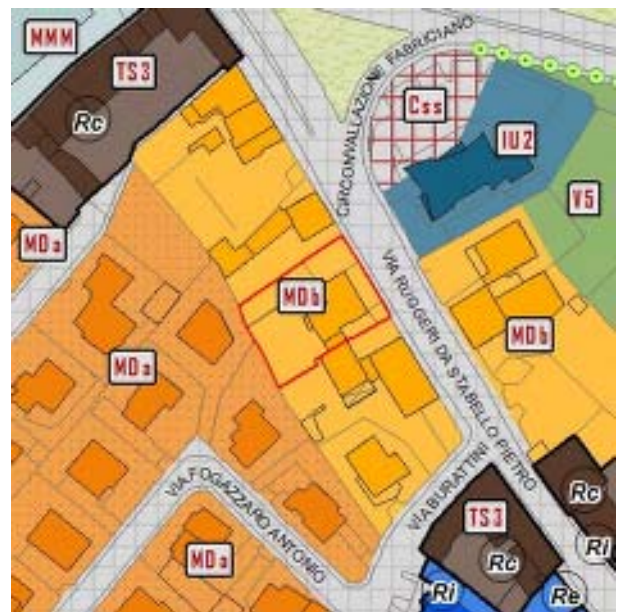 MMM
TS3
Rc
MDa
CIRCONVALLAZIONE FABRICIANO
Css
IU2
V5
MDb
VIA RUGGERI DA STABELLO PIETRO
MDb
MDa
VIA FOGAZZARO ANTONIO
VIA BURATTINI
MDa
TS3
Rc
Ri
Rc
Ri
Re